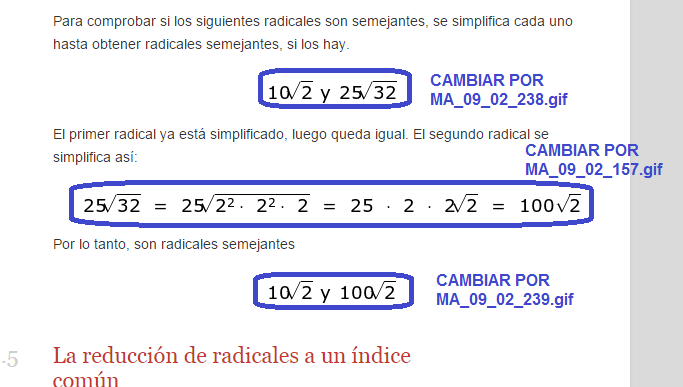 Para comprobar si los siguientes radicales son semejantes, se simplifica cada uno
hasta obtener radicales semejantes, si los hay.
10√2 y 25√32
CAMBIAR POR
MA_09_02_238.gif
El primer radical ya está simplificado, luego queda igual. El segundo radical se
simplifica así:
CAMBIAR POR
MA_09_02_157.gif
25√32 = 25√2² · 2² · 2 = 25 · 2 · 2√2 = 100√2
Por lo tanto, son radicales semejantes
10√2 y 100√2
CAMBIAR POR
MA_09_02_239.gif
.5
La reducción de radicales a un índice
común